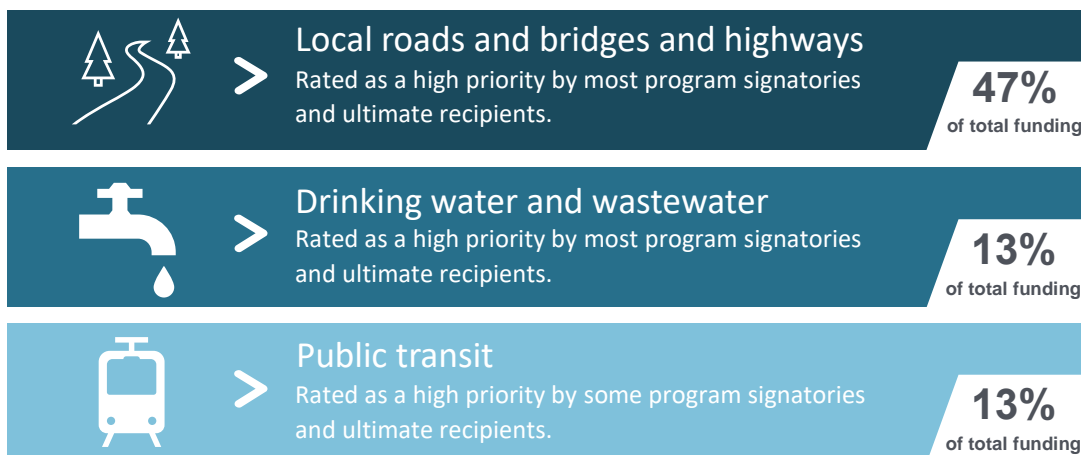 Local roads and bridges and highways
Rated as a high priority by most program signatories
and ultimate recipients.
47%
of total funding
Drinking water and wastewater
Rated as a high priority by most program signatories
and ultimate recipients.
13%
of total funding
Public transit
Rated as a high priority by some program signatories
and ultimate recipients.
13%
of total funding